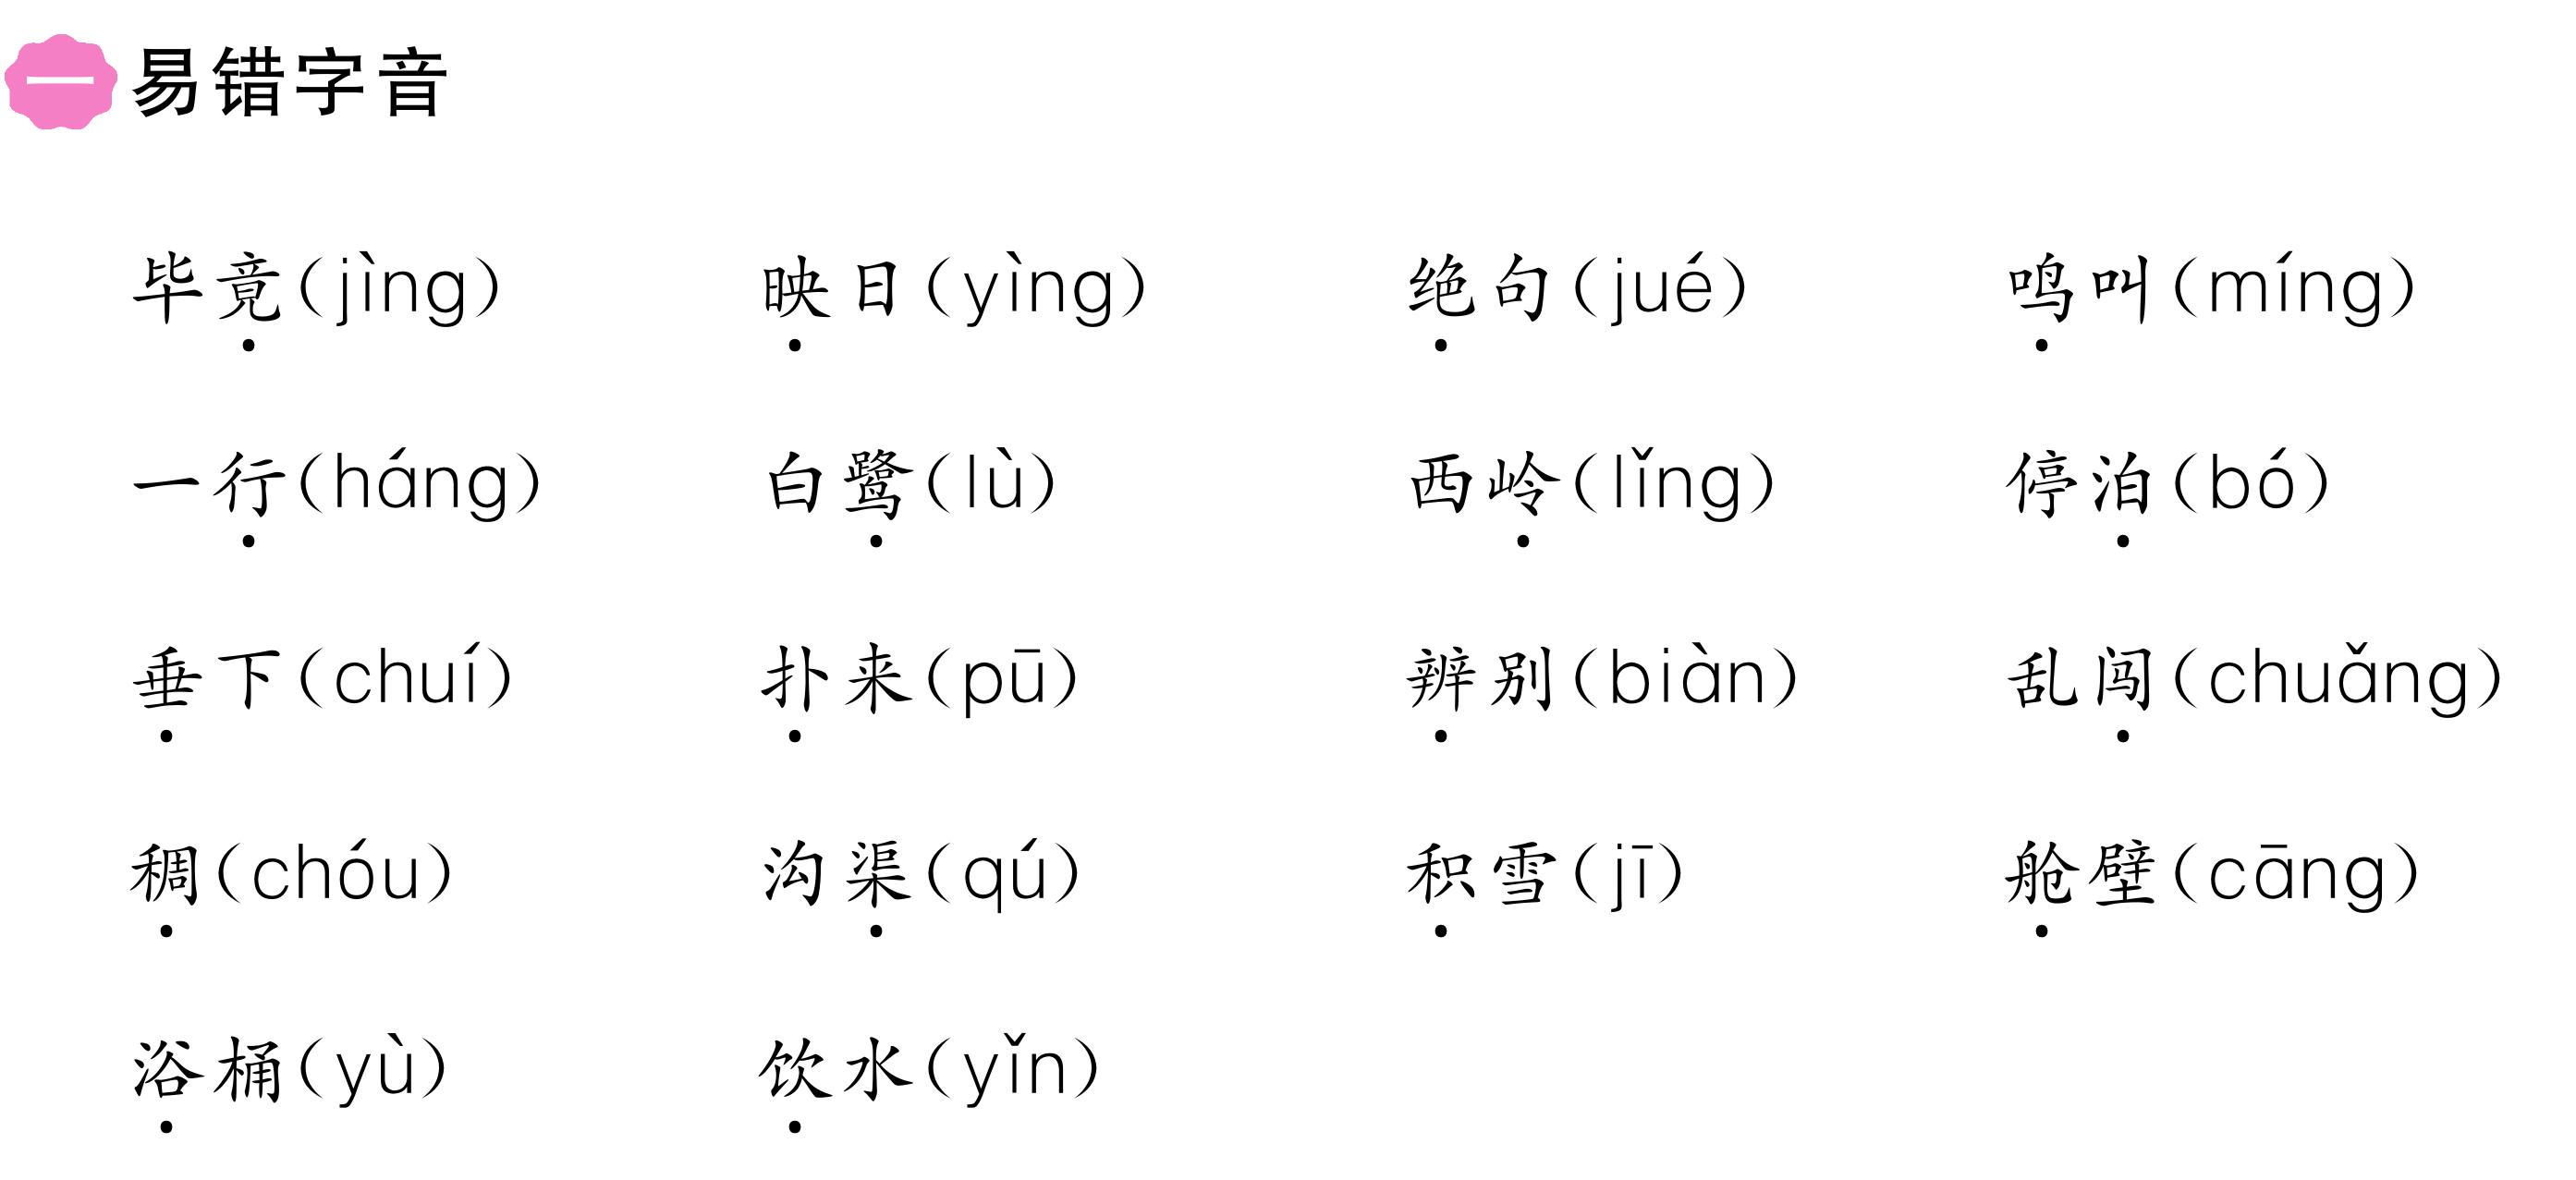 一 易错字音
毕竟(jìng) 映日(yìng) 绝句(jué) 鸣叫(míng)
一行(háng) 白鹭(lù) 西岭(lǐng) 停泊(bó)
垂下(chuí) 扑来(pū) 辨别(biàn) 乱闯(chuǎng)
稠(chóu) 沟渠(qú) 积雪(jī) 舱壁(cāng)
浴桶(yù) 饮水(yǐn)